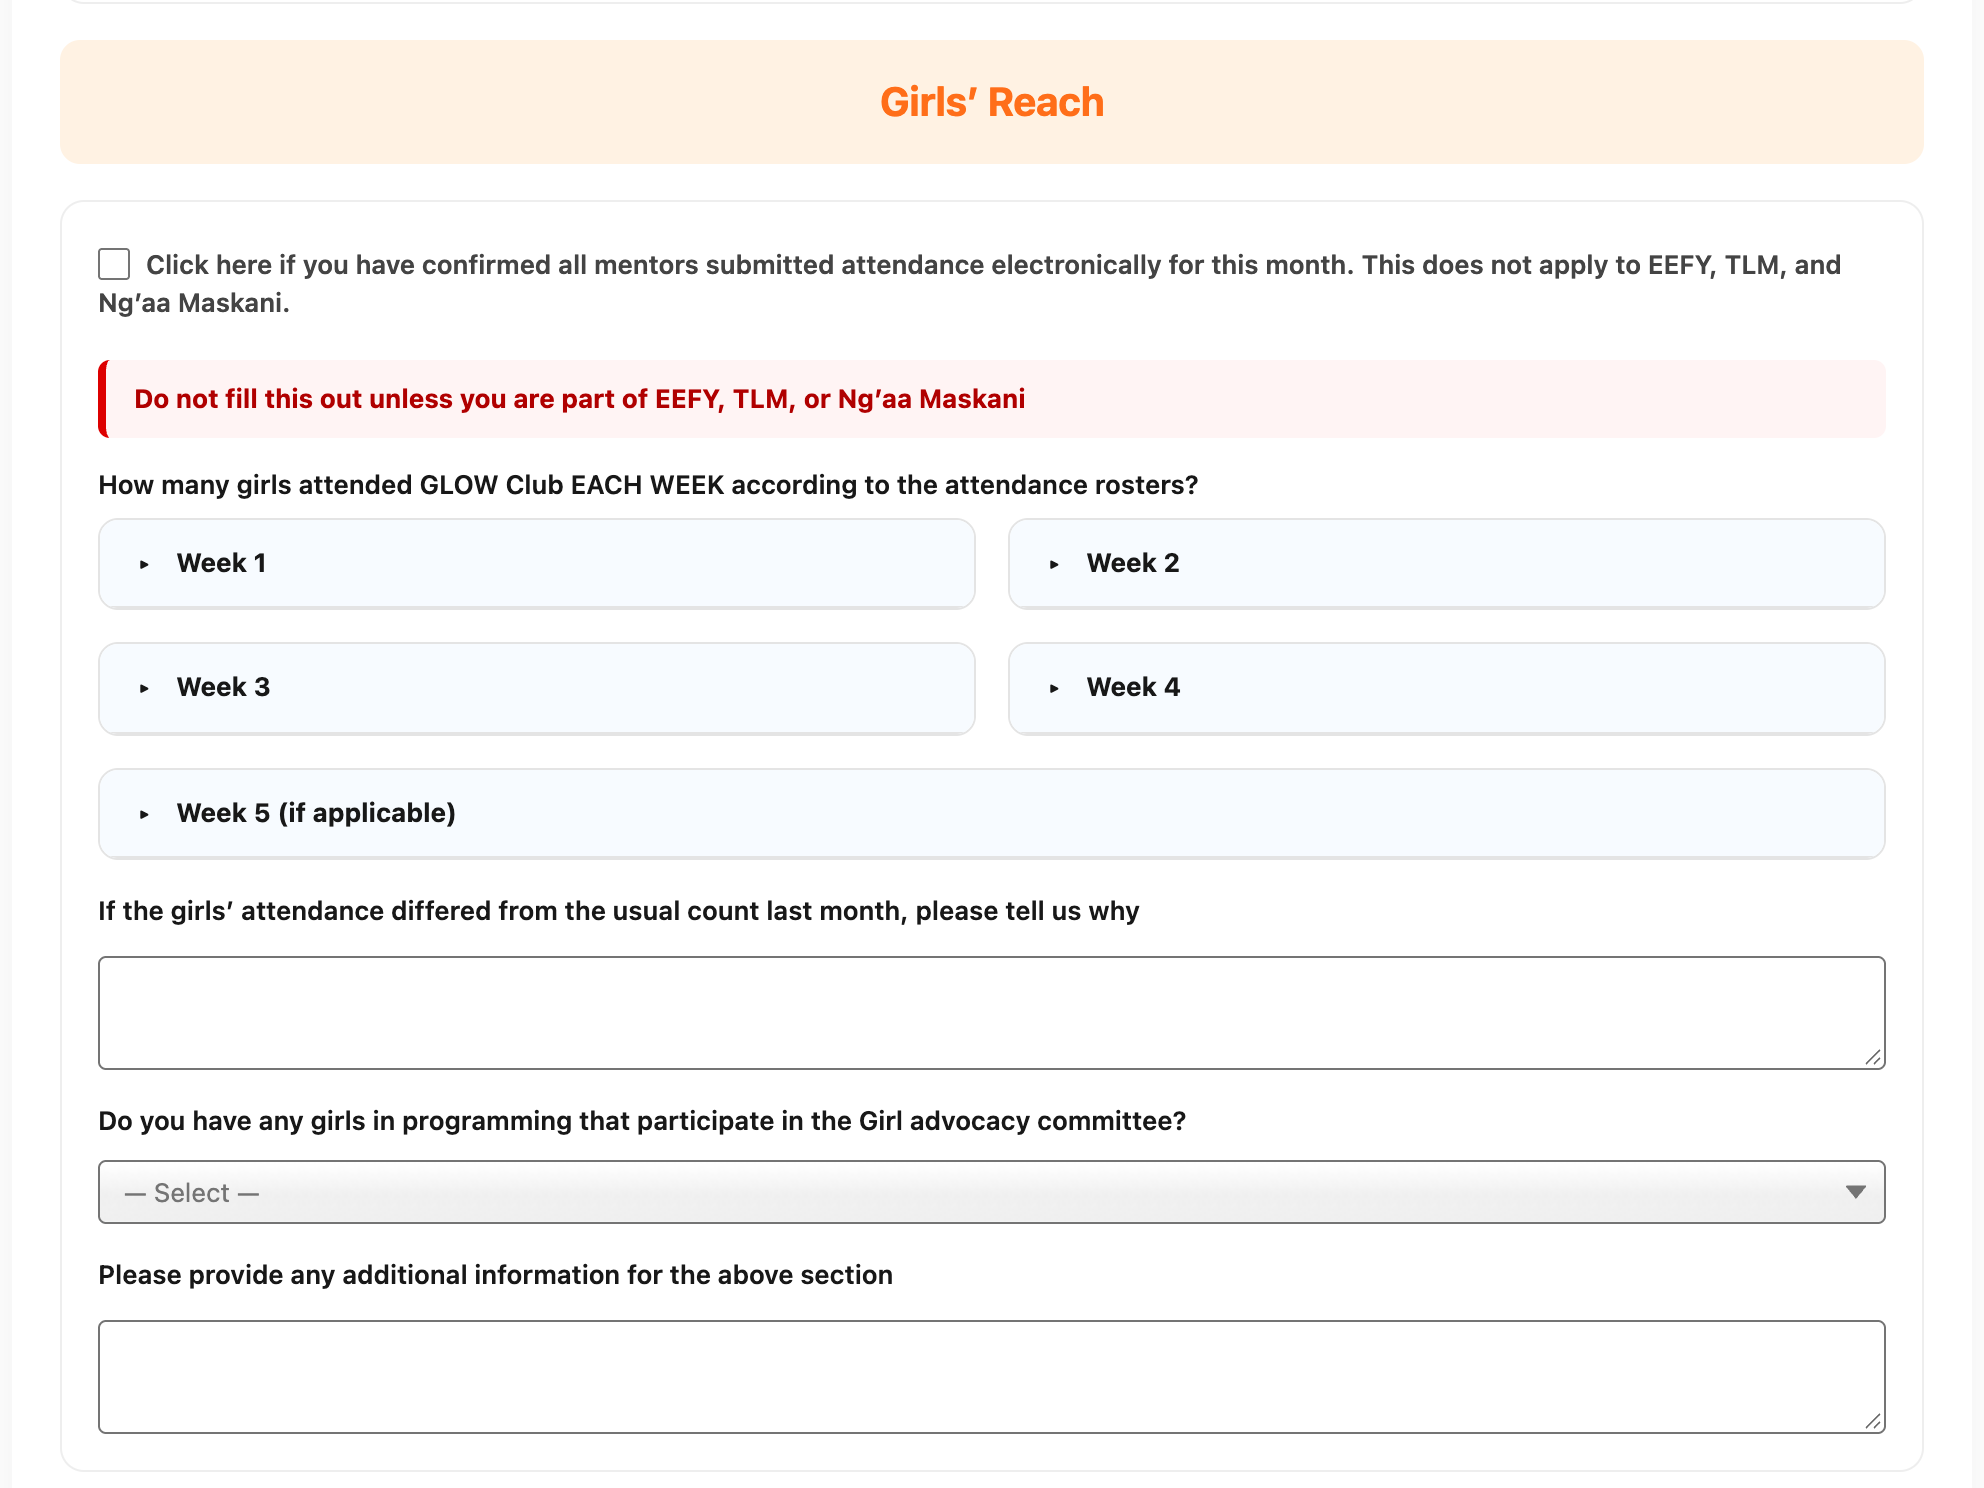 Girls’ Reach
Click here if you have confirmed all mentors submitted attendance electronically for this month. This does not apply to EEFY, TLM, and
Ng’aa Maskani.
Do not fill this out unless you are part of EEFY, TLM, or Ng’aa Maskani
How many girls attended GLOW Club EACH WEEK according to the attendance rosters?
Week 1
Week 2
Week 3
Week 4
Week 5 (if applicable)
If the girls’ attendance differed from the usual count last month, please tell us why
Do you have any girls in programming that participate in the Girl advocacy committee?
— Select —
Please provide any additional information for the above section